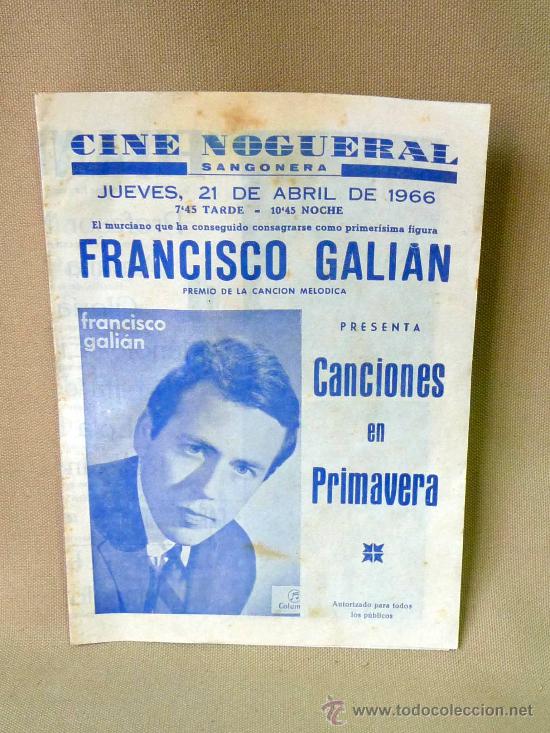 CINE NOGUERAL
SANGONERA
JUEVES, 21 DE ABRIL DE 1966
7'45 TARDE - 10'45 NOCHE
El murciano que ha conseguido consagrarse como primerísima figura
FRANCISCO GALIÁN
PREMIO DE LA CANCION MELODICA
francisco
galián
PRESENTA
Canciones
en
Primavera
Colum
Autorizado para todos
los públicos
www.todocoleccion.net